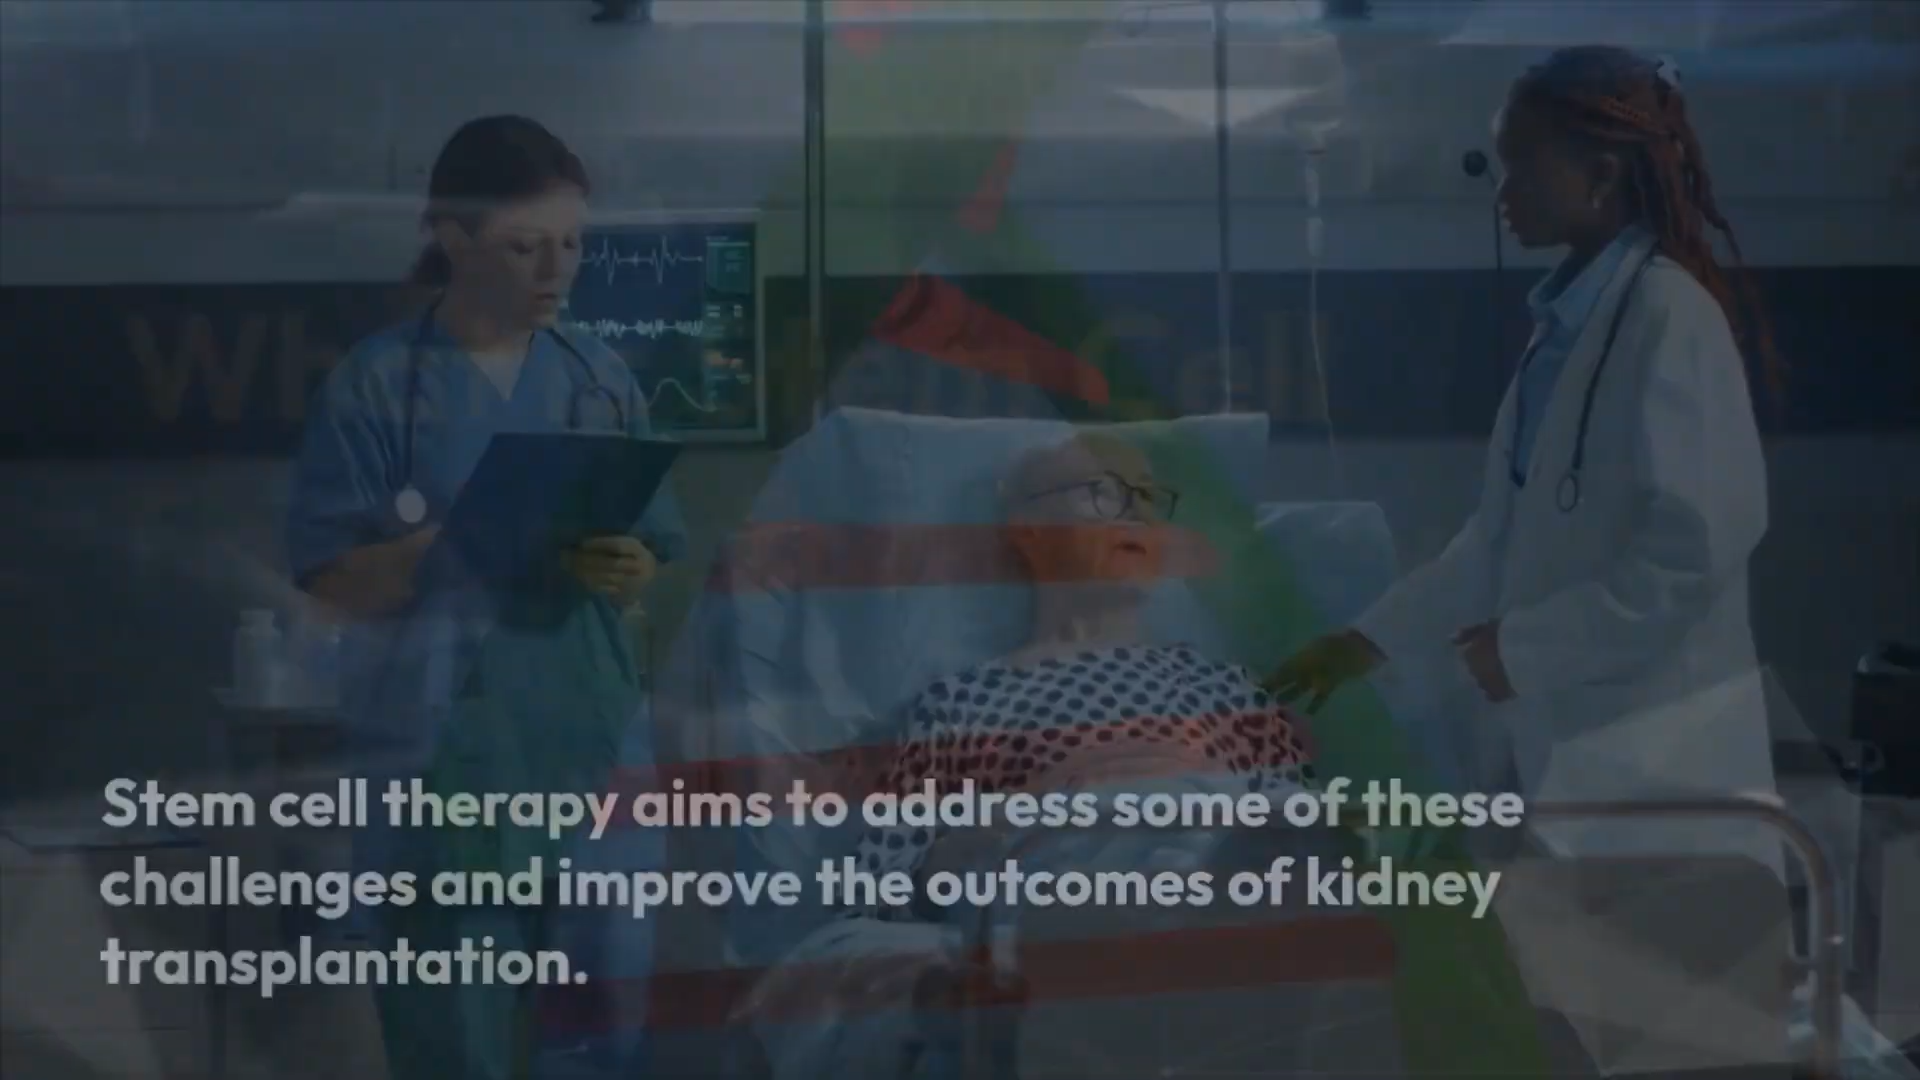 Stem cell therapy aims to address some of these
challenges and improve the outcomes of kidney
transplantation.